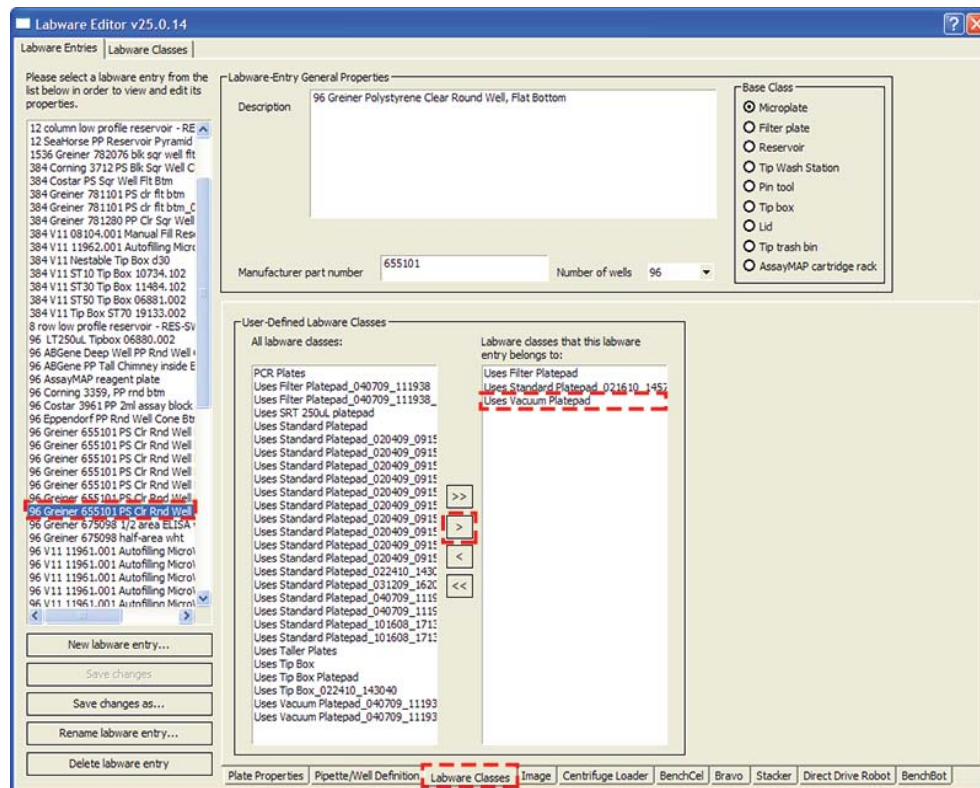 Labware Editor v25.0.14
Labware Entries
Labware Classes
Please select a labware entry from the
list below in order to view and edit its
properties.
12 column low profile reservoir - RE
12 SeaHorse PP Reservoir Pyramid
1536 Greiner 782076 blk sqr well flt
384 Corning 3712 PS Blk Sqr Well C
384 Costar PS Sqr Well Flt Btm
384 Greiner 781101 PS clr flt btm
384 Greiner 781101 PS clr flt btm_C
384 Greiner 781280 PP Clr Sqr Well
384 V11 08104.001 Manual Fill Rese
384 V11 11962.001 Autofilling Micro
384 V11 Nestable Tip Box d30
384 V11 ST10 Tip Box 10734.102
384 V11 ST30 Tip Box 11484.102
384 V11 ST50 Tip Box 06881.002
384 V11 Tip Box ST70 19133.002
8 row low profile reservoir - RES-SW
96 LT250uL Tipbox 06880.002
96 ABGene Deep Well PP Rnd Well
96 ABGene PP Tall Chimney inside E
96 AssayMAP reagent plate
96 Corning 3359, PP rnd btm
96 Costar 3961 PP 2ml assay block
96 Eppendorf PP Rnd Well Cone Btm
96 Greiner 655101 PS Clr Rnd Well
96 Greiner 655101 PS Clr Rnd Well
96 Greiner 655101 PS Clr Rnd Well
96 Greiner 655101 PS Clr Rnd Well
96 Greiner 655101 PS Clr Rnd Well
96 Greiner 655101 PS Clr Rnd Well
96 Greiner 655101 PS Clr Rnd Well
96 Greiner 675098 1/2 area ELISA
96 Greiner 675098 half-area wht
96 V11 11961.001 Autofilling Micro
96 V11 11961.001 Autofilling Micro
96 V11 11961.001 Autofilling Micro
96 V11 11961.001 Autofilling Micro
96 V11 11961.001 Autofilling Micro
New labware entry...
Save changes
Save changes as...
Rename labware entry...
Delete labware entry
Labware-Entry General Properties
Description
96 Greiner Polystyrene Clear Round Well, Flat Bottom
Manufacturer part number
655101
Number of wells
96
Base Class
Microplate
Filter plate
Reservoir
Tip Wash Station
Pin tool
Tip box
Lid
Tip trash bin
AssayMAP cartridge rack
User-Defined Labware Classes
All labware classes:
PCR Plates
Uses Filter Platepad_040709_111938
Uses Filter Platepad_040709_111938_
Uses SRT 250uL platepad
Uses Standard Platepad
Uses Standard Platepad_020409_0915
Uses Standard Platepad_020409_0915
Uses Standard Platepad_020409_0915
Uses Standard Platepad_020409_0915
Uses Standard Platepad_020409_0915
Uses Standard Platepad_020409_0915
Uses Standard Platepad_020409_0915
Uses Standard Platepad_020409_0915
Uses Standard Platepad_020409_0915
Uses Standard Platepad_020409_0915
Uses Standard Platepad_022410_1430
Uses Standard Platepad_031209_1620
Uses Standard Platepad_040709_1119
Uses Standard Platepad_040709_1119
Uses Standard Platepad_101608_1713
Uses Standard Platepad_101608_1713
Uses Taller Plates
Uses Tip Box
Uses Tip Box Platepad
Uses Tip Box_022410_143040
Uses Vacuum Platepad_040709_11193
Uses Vacuum Platepad_040709_11193
>>
>
<
<<
Labware classes that this labware
entry belongs to:
Uses Filter Platepad
Uses Standard Platepad_021610_1457
Uses Vacuum Platepad
Plate Properties
Pipette/Well Definition
Labware Classes
Image
Centrifuge Loader
BenchCel
Bravo
Stacker
Direct Drive Robot
BenchBot